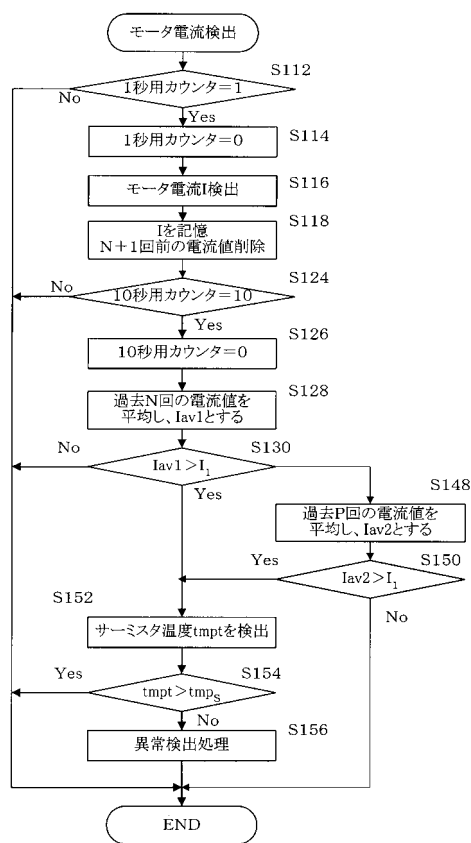 モータ電流検出
S112
1秒用カウンター=1
No
Yes
S114
1秒用カウンター=0
S116
モータ電流I検出
S118
Iを記憶
N+1回前の電流値削除
S124
No
10秒用カウンター=10
Yes
S126
10秒用カウンター=0
S128
過去N回の電流値を
平均し、Iav1とする
S130
No
Iav1>I₁
Yes
S148
過去P回の電流値を
平均し、Iav2とする
S150
Yes
Iav2>I₁
No
S152
サーミスタ温度tmptを検出
S154
Yes
tmpt>tmpₛ
No
S156
異常検出処理
END